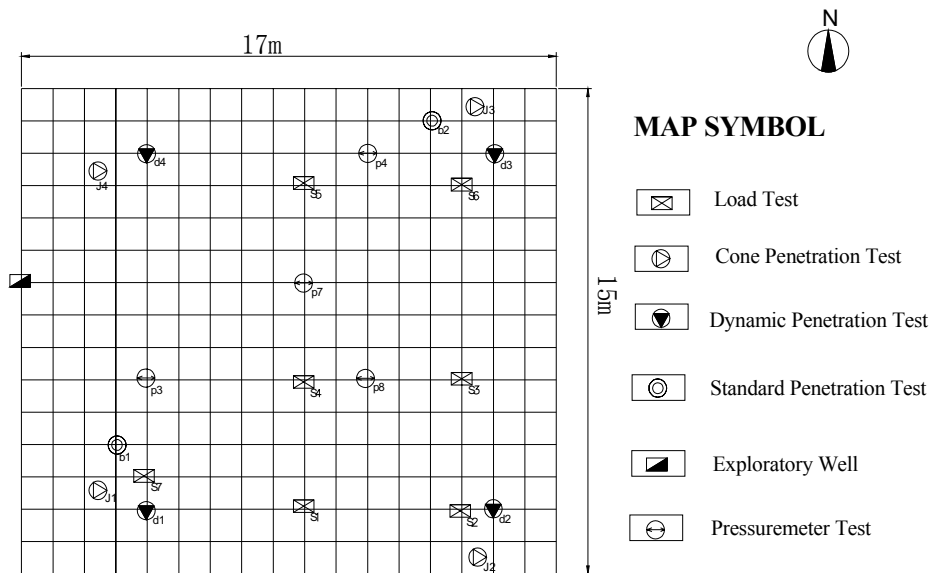 17m
N
J3
b2
MAP SYMBOL
d4
p4
d3
J4
S5
S6
Load Test
Cone Penetration Test
p7
15m
Dynamic Penetration Test
p3
S4
p8
S3
Standard Penetration Test
b1
S7
Exploratory Well
J1
d1
S1
S2
d2
Pressuremeter Test
J2